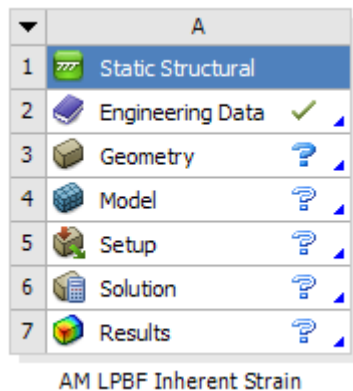 A
1 Static Structural
2 Engineering Data
3 Geometry ?
4 Model ?
5 Setup ?
6 Solution ?
7 Results ?
AM LPBF Inherent Strain